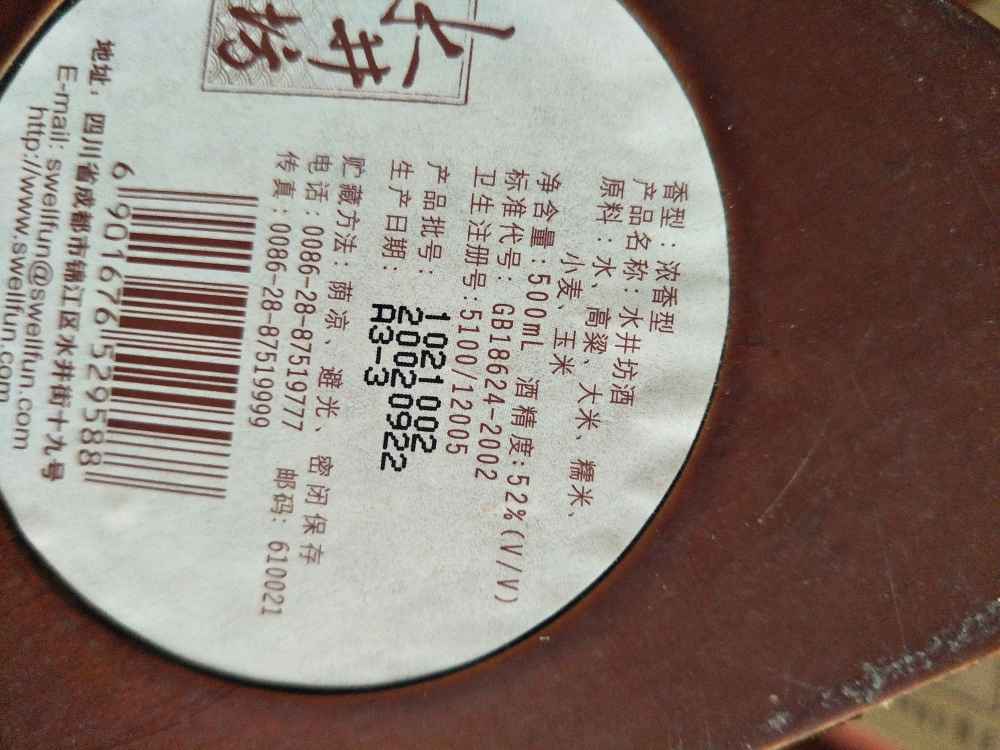 水井坊
香型：浓香型
产品名称：水井坊酒
原料：水、高粱、大米、糯米、
小麦、玉米
净含量：500mL 酒精度：52%(V/V)
标准代号：GB18624-2002
卫生注册号：5100/12005
产品批号：1021002
生产日期：20020922
A3-3
贮藏方法：荫凉、避光、密闭保存
电话：0086-28-87519777 邮码：610021
传真：0086-28-87519999
6 901676 529588
地址：四川省成都市锦江区水井街十九号
E-mail: swellfun@swellfun.com
http://www.swellfun.com